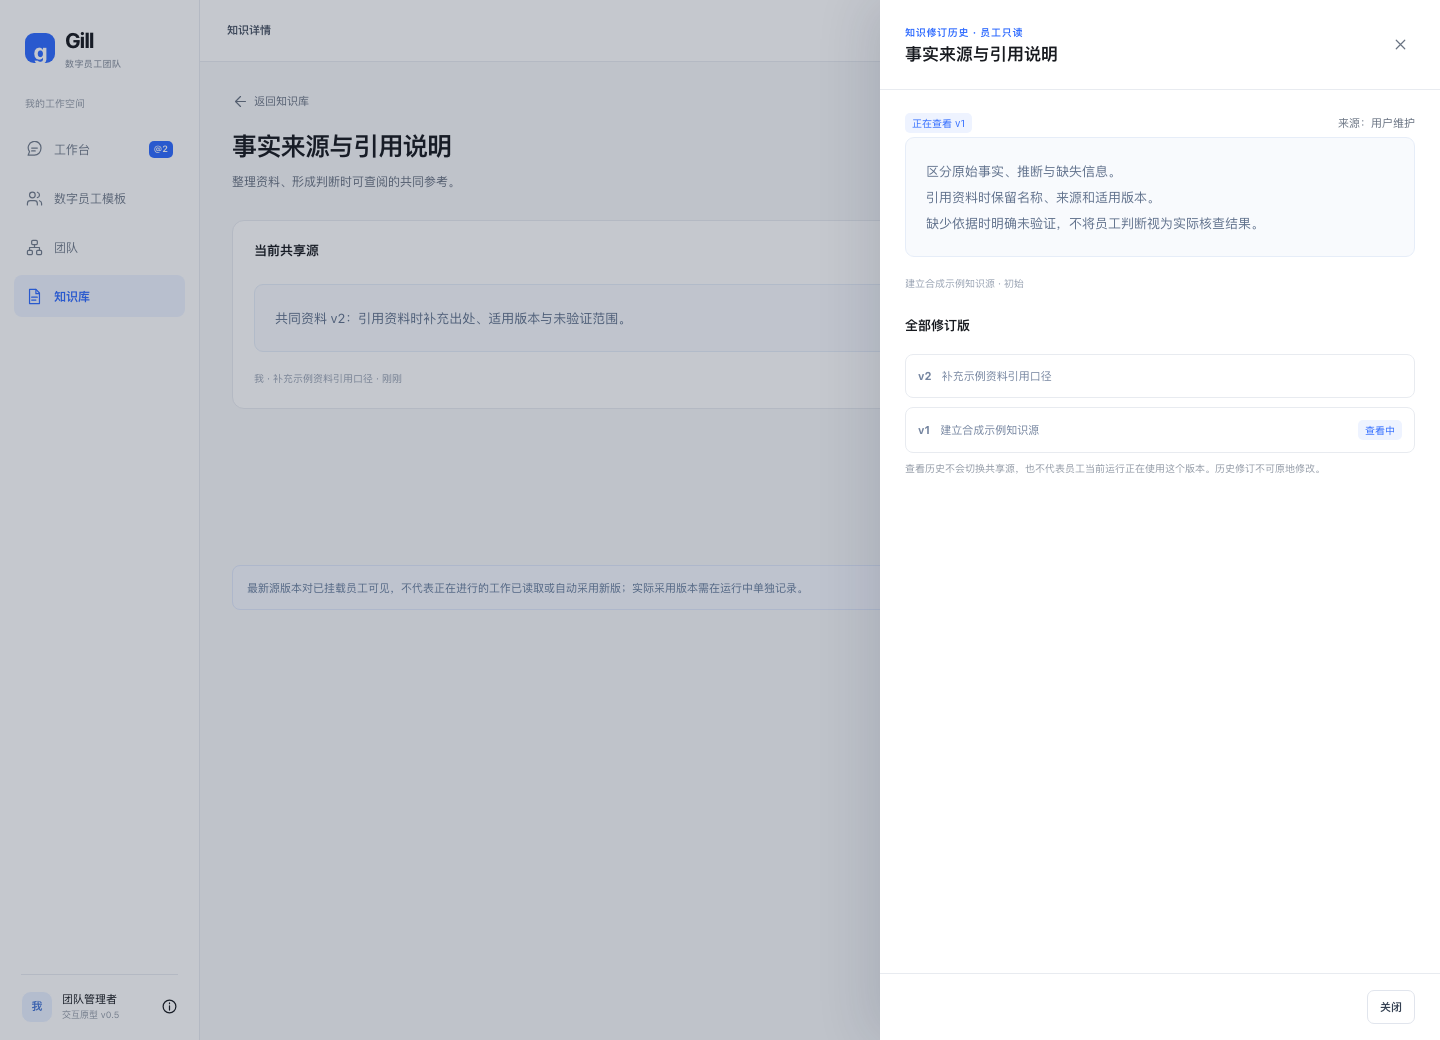 g
Gill
数字员工团队
我的工作空间
工作台
@2
数字员工模板
团队
知识库
我
团队管理者
交互原型 v0.5
知识详情
返回知识库
事实来源与引用说明
整理资料、形成判断时可查阅的共同参考。
当前共享源
共同资料 v2：引用资料时补充出处、适用版本与未验证范围。
我 · 补充示例资料引用口径 · 刚刚
最新源版本对已挂载员工可见，不代表正在进行的工作已读取或自动采用新版；实际采用版本需在运行中单独记录。
知识修订历史 · 员工只读
事实来源与引用说明
正在查看 v1
来源：用户维护
区分原始事实、推断与缺失信息。
引用资料时保留名称、来源和适用版本。
缺少依据时明确未验证，不将员工判断视为实际核查结果。
建立合成示例知识源 · 初始
全部修订版
v2 补充示例资料引用口径
v1 建立合成示例知识源
查看中
查看历史不会切换共享源，也不代表员工当前运行正在使用这个版本。历史修订不可原地修改。
关闭